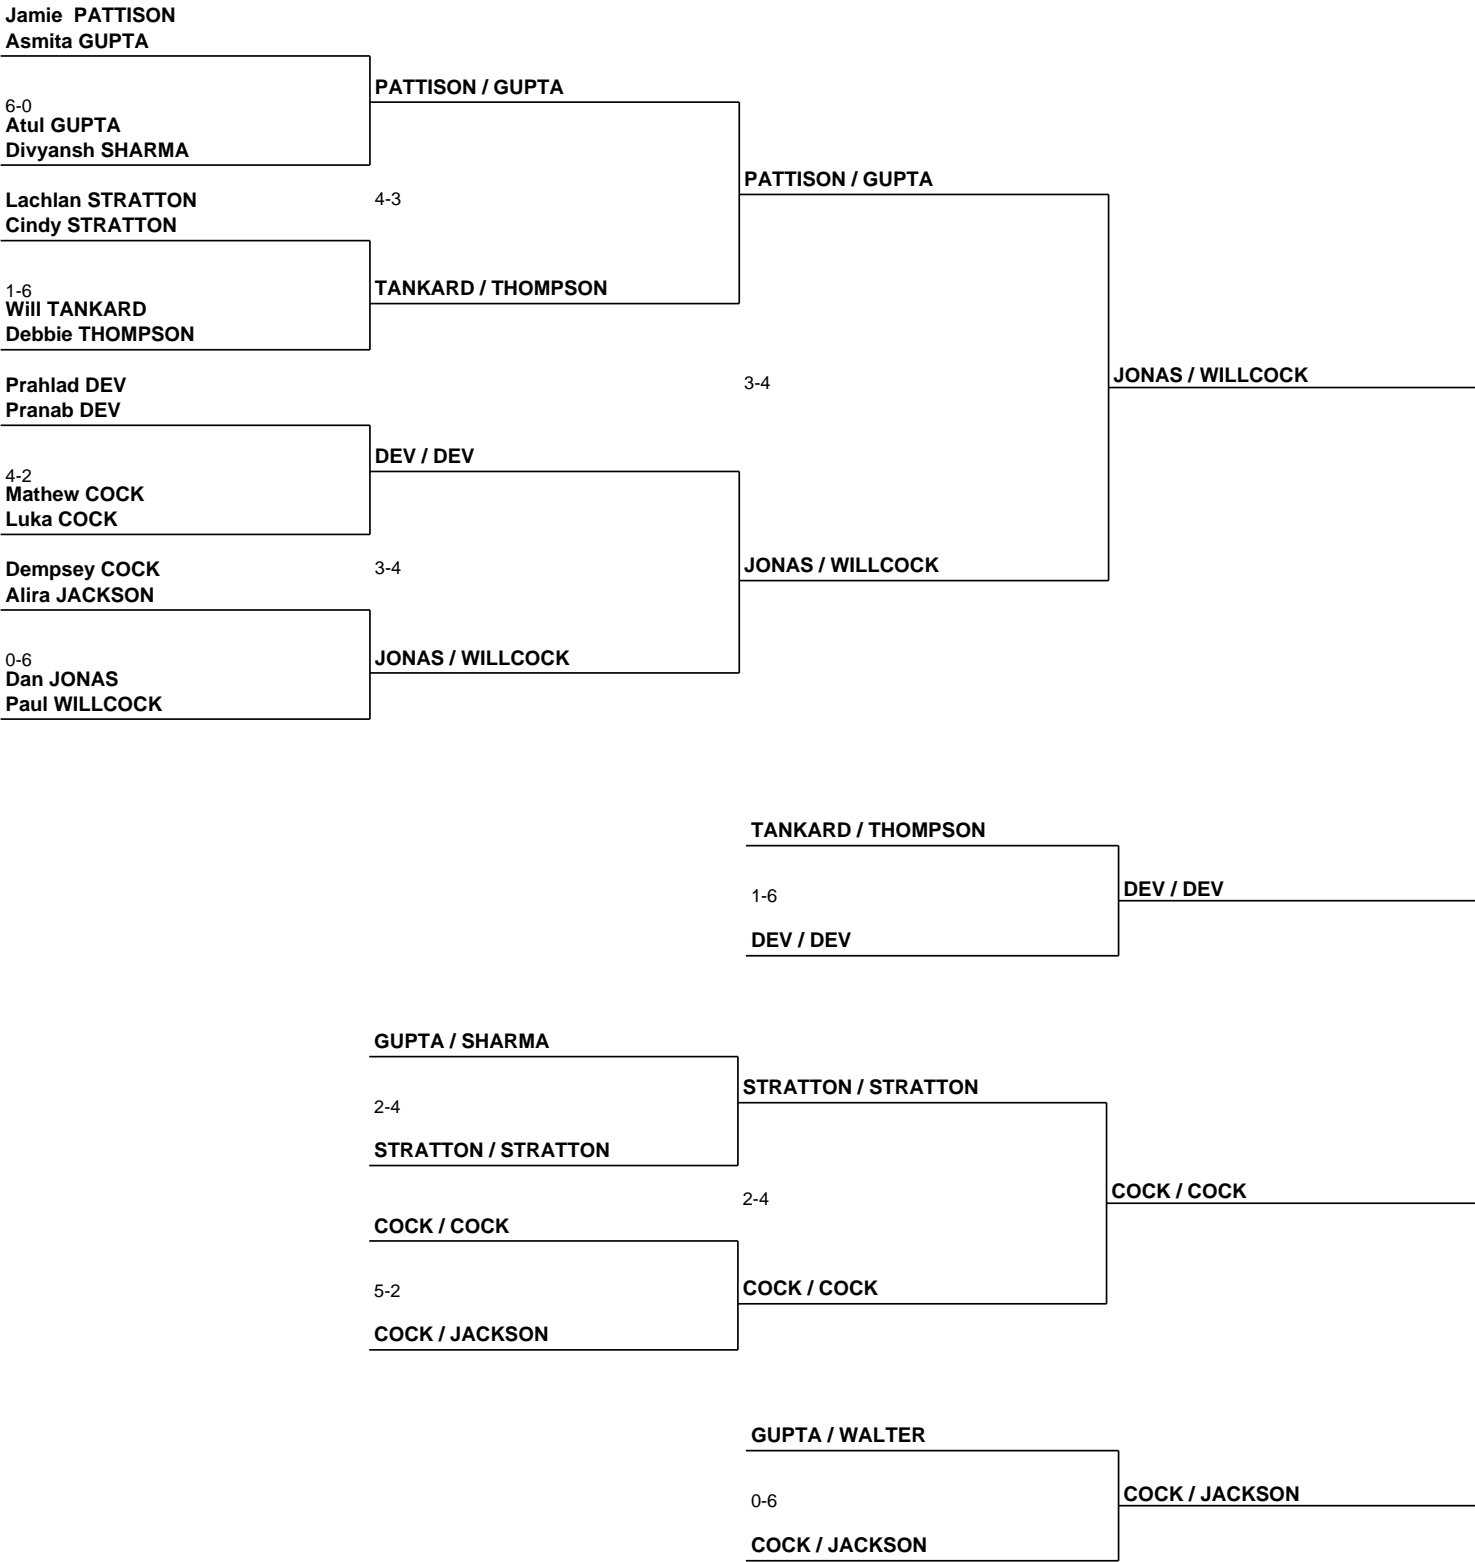 Jamie  PATTISON
Asmita GUPTA
PATTISON / GUPTA
6-0
Atul GUPTA
Divyansh SHARMA
PATTISON / GUPTA
Lachlan STRATTON
4-3
Cindy STRATTON
TANKARD / THOMPSON
1-6
Will TANKARD
Debbie THOMPSON
JONAS / WILLCOCK
Prahlad DEV
3-4
Pranab DEV
DEV / DEV
4-2
Mathew COCK
Luka COCK
JONAS / WILLCOCK
Dempsey COCK
3-4
Alira JACKSON
JONAS / WILLCOCK
0-6
Dan JONAS
Paul WILLCOCK
TANKARD / THOMPSON
DEV / DEV
1-6
DEV / DEV
GUPTA / SHARMA
STRATTON / STRATTON
2-4
STRATTON / STRATTON
COCK / COCK
2-4
COCK / COCK
COCK / COCK
5-2
COCK / JACKSON
GUPTA / WALTER
COCK / JACKSON
0-6
COCK / JACKSON